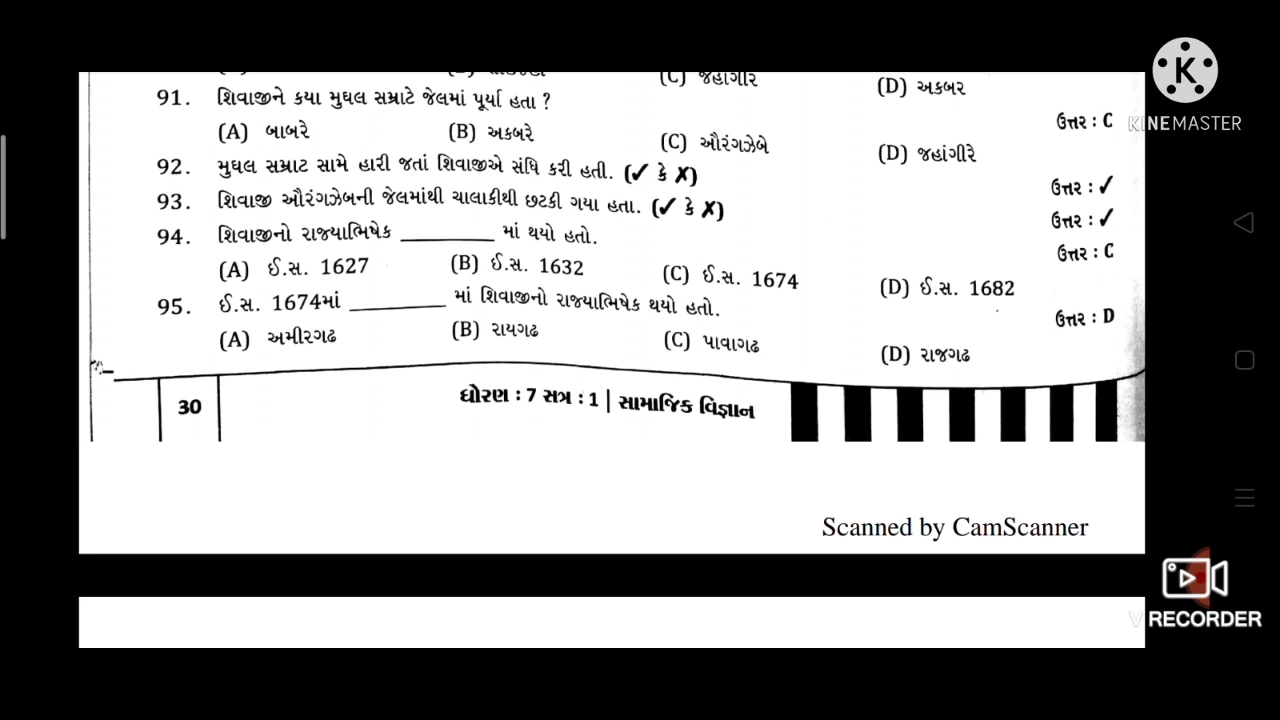 (C) જહાંગીર (D) અકબર
91. શિવાજીને કયા મુઘલ સમ્રાટે જેલમાં પૂર્યા હતા ?
ઉત્તર : C
(A) બાબરે (B) અકબરે (C) ઔરંગઝેબે (D) જહાંગીરે
92. મુઘલ સમ્રાટ સામે હારી જતાં શિવાજીએ સંધિ કરી હતી. (✓ કે ✗)
ઉત્તર : ✓
93. શિવાજી ઔરંગઝેબની જેલમાંથી ચાલાકીથી છટકી ગયા હતા. (✓ કે ✗)
ઉત્તર : ✓
94. શિવાજીનો રાજ્યાભિષેક _________ માં થયો હતો.
ઉત્તર : C
(A) ઈ.સ. 1627 (B) ઈ.સ. 1632 (C) ઈ.સ. 1674 (D) ઈ.સ. 1682
95. ઈ.સ. 1674માં _________ માં શિવાજીનો રાજ્યાભિષેક થયો હતો.
ઉત્તર : D
(A) અમીરગઢ (B) રાયગઢ (C) પાવાગઢ (D) રાજગઢ
30
ધોરણ : 7 સત્ર : 1 | સામાજિક વિજ્ઞાન
Scanned by CamScanner
K
KINEMASTER
V RECORDER